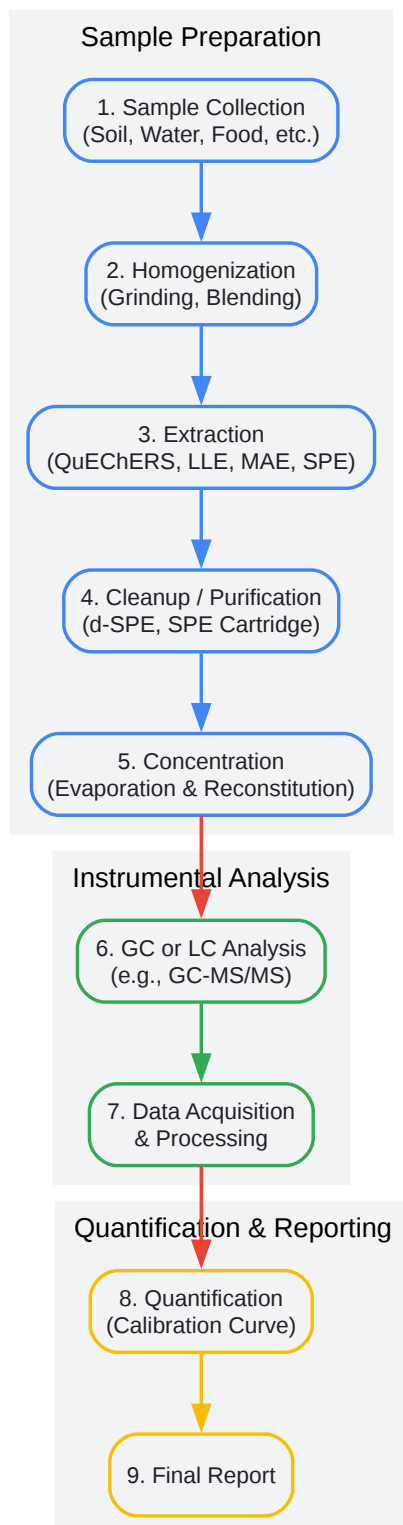 Sample Preparation
1. Sample Collection
(Soil, Water, Food, etc.)
2. Homogenization
(Grinding, Blending)
3. Extraction
(QuEChERS, LLE, MAE, SPE)
4. Cleanup / Purification
(d-SPE, SPE Cartridge)
5. Concentration
(Evaporation & Reconstitution)
Instrumental Analysis
6. GC or LC Analysis
(e.g., GC-MS/MS)
7. Data Acquisition
& Processing
Quantification & Reporting
8. Quantification
(Calibration Curve)
9. Final Report